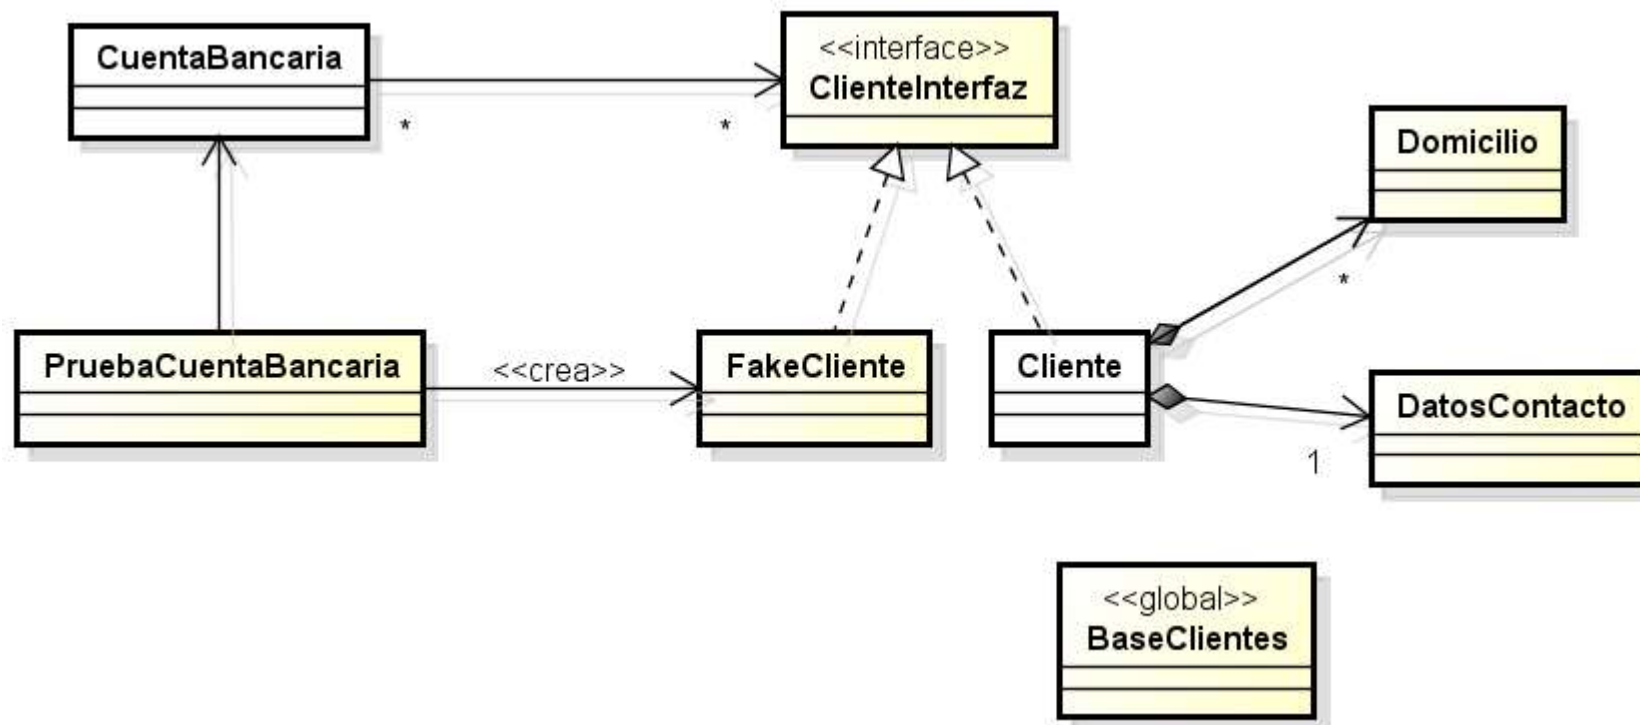 CuentaBancaria
<<interface>>
ClienteInterfaz
*
*
Domicilio
*
PruebaCuentaBancaria
<<crea>>
FakeCliente
Cliente
DatosContacto
1
<<global>>
BaseClientes